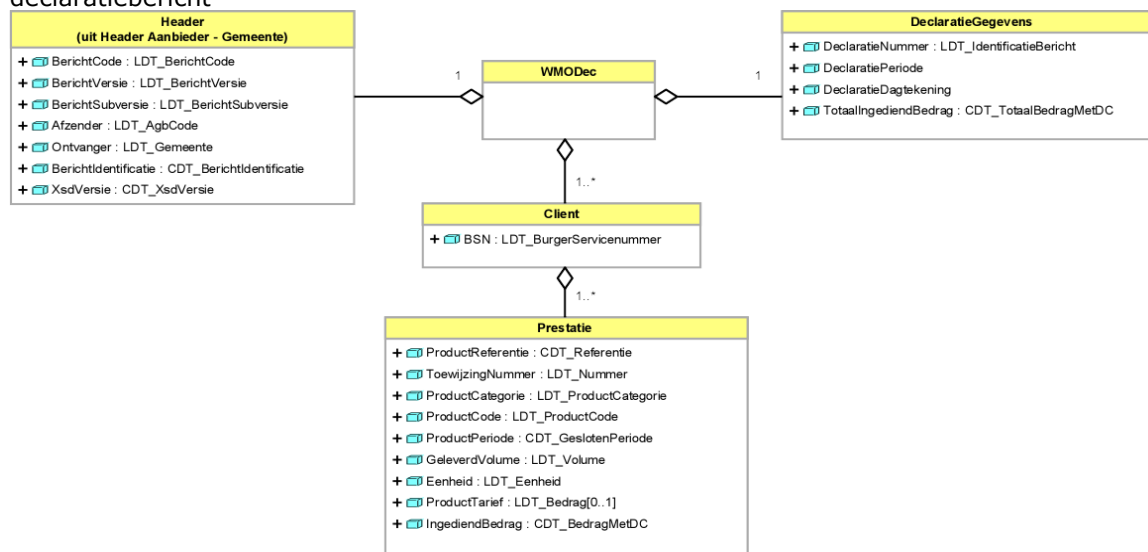 declaratiebericht
Header
(uit Header Aanbieder - Gemeente)
+ BerichtCode : LDT_BerichtCode
+ BerichtVersie : LDT_BerichtVersie
+ BerichtSubversie : LDT_BerichtSubversie
+ Afzender : LDT_AgbCode
+ Ontvanger : LDT_Gemeente
+ BerichtIdentificatie : CDT_BerichtIdentificatie
+ XsdVersie : CDT_XsdVersie
1
WMODec
1
DeclaratieGegevens
+ DeclaratieNummer : LDT_IdentificatieBericht
+ DeclaratiePeriode
+ DeclaratieDagtekening
+ TotaalIngediendBedrag : CDT_TotaalBedragMetDC
1..*
Client
+ BSN : LDT_BurgerServicenummer
1..*
Prestatie
+ ProductReferentie : CDT_Referentie
+ ToewijzingNummer : LDT_Nummer
+ ProductCategorie : LDT_ProductCategorie
+ ProductCode : LDT_ProductCode
+ ProductPeriode : CDT_GeslotenPeriode
+ GeleverdVolume : LDT_Volume
+ Eenheid : LDT_Eenheid
+ ProductTarief : LDT_Bedrag[0..1]
+ IngediendBedrag : CDT_BedragMetDC